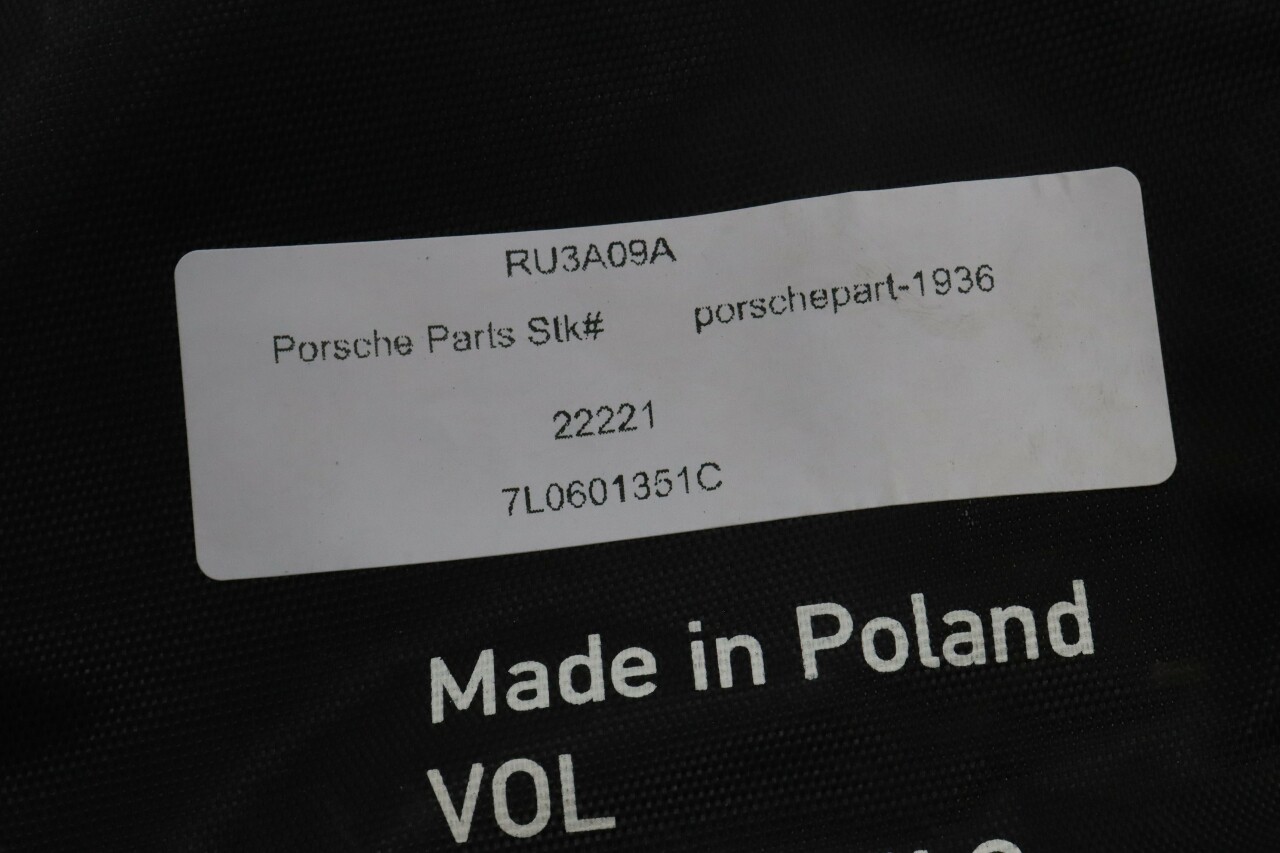 RU3A09A
Porsche Parts Stk# porschepart-1936
22221
7L0601351C
Made in Poland
VOL